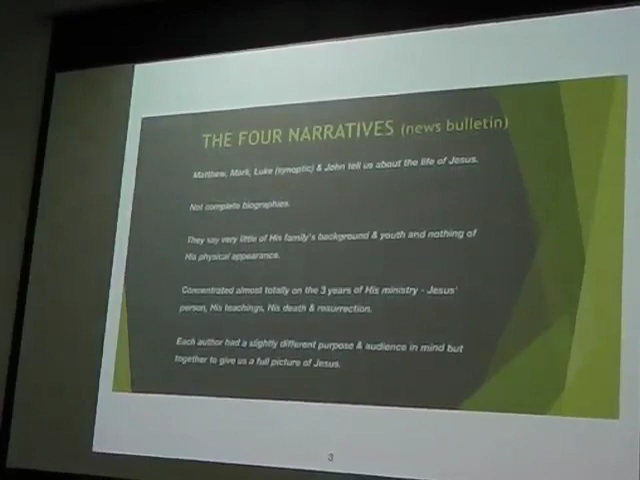 THE FOUR NARRATIVES (news bulletin)
Matthew, Mark, Luke (synoptic) & John tell us about the life of Jesus.
Not complete biographies.
They say very little of His family's background & youth and nothing of
His physical appearance.
Concentrated almost totally on the 3 years of His ministry - Jesus'
person, His teachings, His death & resurrection.
Each author had a slightly different purpose & audience in mind but
together to give us a full picture of Jesus.
3